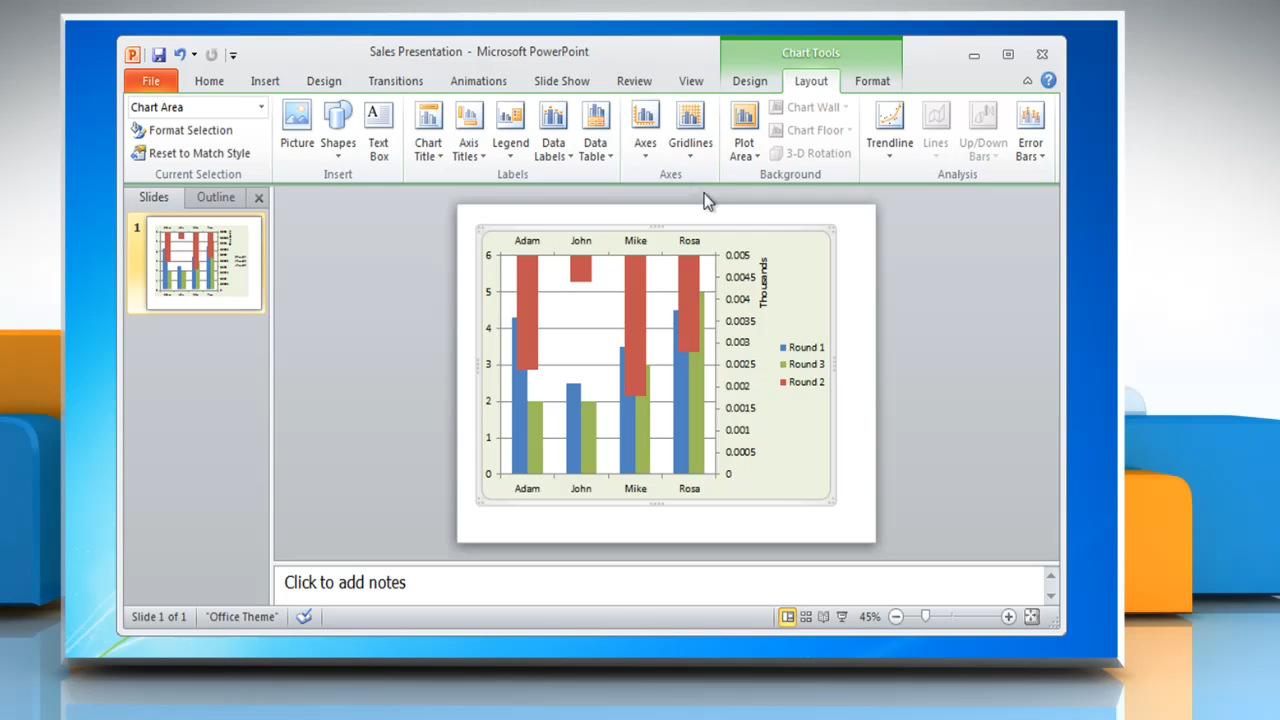 Sales Presentation - Microsoft PowerPoint
Chart Tools
File Home Insert Design Transitions Animations Slide Show Review View Design Layout Format
Chart Area
Format Selection
Reset to Match Style
Current Selection
Picture
Shapes
Text
Box
Insert
Chart
Title
Axis
Titles
Legend
Data
Labels
Data
Table
Labels
Axes
Gridlines
Axes
Plot
Area
Chart Wall
Chart Floor
3-D Rotation
Background
Trendline
Lines
Up/Down
Bars
Error
Bars
Analysis
Slides Outline
1
Adam John Mike Rosa
6
5
4
3
2
1
0
0.005
0.0045
0.004
0.0035
0.003
0.0025
0.002
0.0015
0.001
0.0005
0
Thousands
Round 1
Round 3
Round 2
Adam John Mike Rosa
Click to add notes
Slide 1 of 1 "Office Theme" 45%